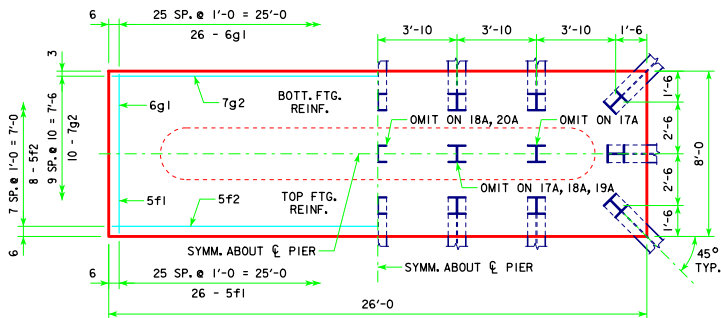 6
25 SP.@ 1'-0 = 25'-0
26 - 6g1
3'-10
3'-10
3'-10
1'-6
3
6g1
7g2
BOTT. FTG.
REINF.
OMIT ON 18A, 20A
OMIT ON 17A
1'-6
2'-6
8'-0
2'-6
1'-6
7 SP.@ 1'-0 = 7'-0
8 - 5f2
9 SP.@ 10 = 7'-6
10 - 7g2
OMIT ON 17A, 18A, 19A
5f1
5f2
TOP FTG.
REINF.
6
SYMM. ABOUT ℄ PIER
SYMM. ABOUT ℄ PIER
45°
TYP.
6
25 SP.@ 1'-0 = 25'-0
26 - 5f1
26'-0